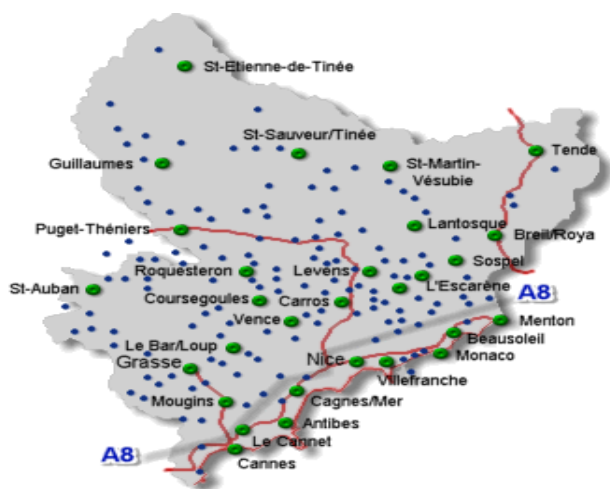 St-Etienne-de-Tinée
St-Sauveur/Tinée
Tende
Guillaumes
St-Martin-
Vésubie
Puget-Théniers
Lantosque
Breil/Roya
Roquesteron
Levens
Sospel
St-Auban
Coursegoules
Carros
L'Escarène
A8
Vence
Menton
Beausoleil
Le Bar/Loup
Monaco
Grasse
Nice
Villefranche
Mougins
Cagnes/Mer
Antibes
Le Cannet
A8
Cannes